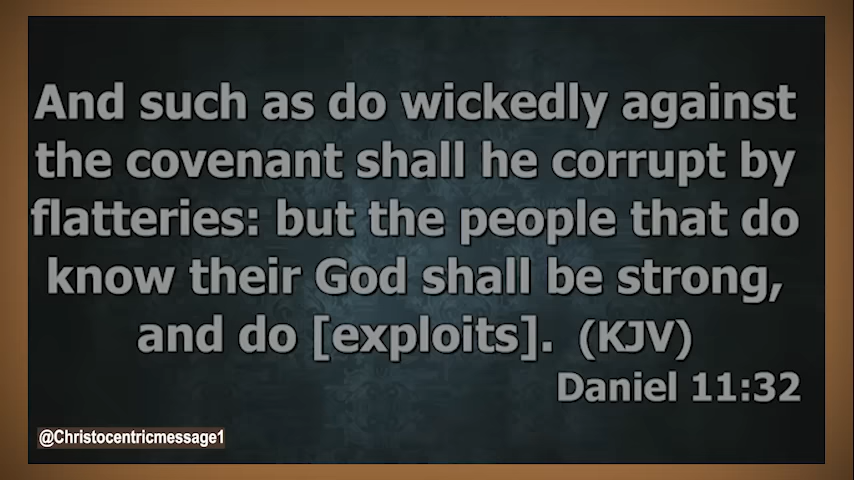 And such as do wickedly against
the covenant shall he corrupt by
flatteries: but the people that do
know their God shall be strong,
and do [exploits]. (KJV)
Daniel 11:32
@Christocentricmessage1